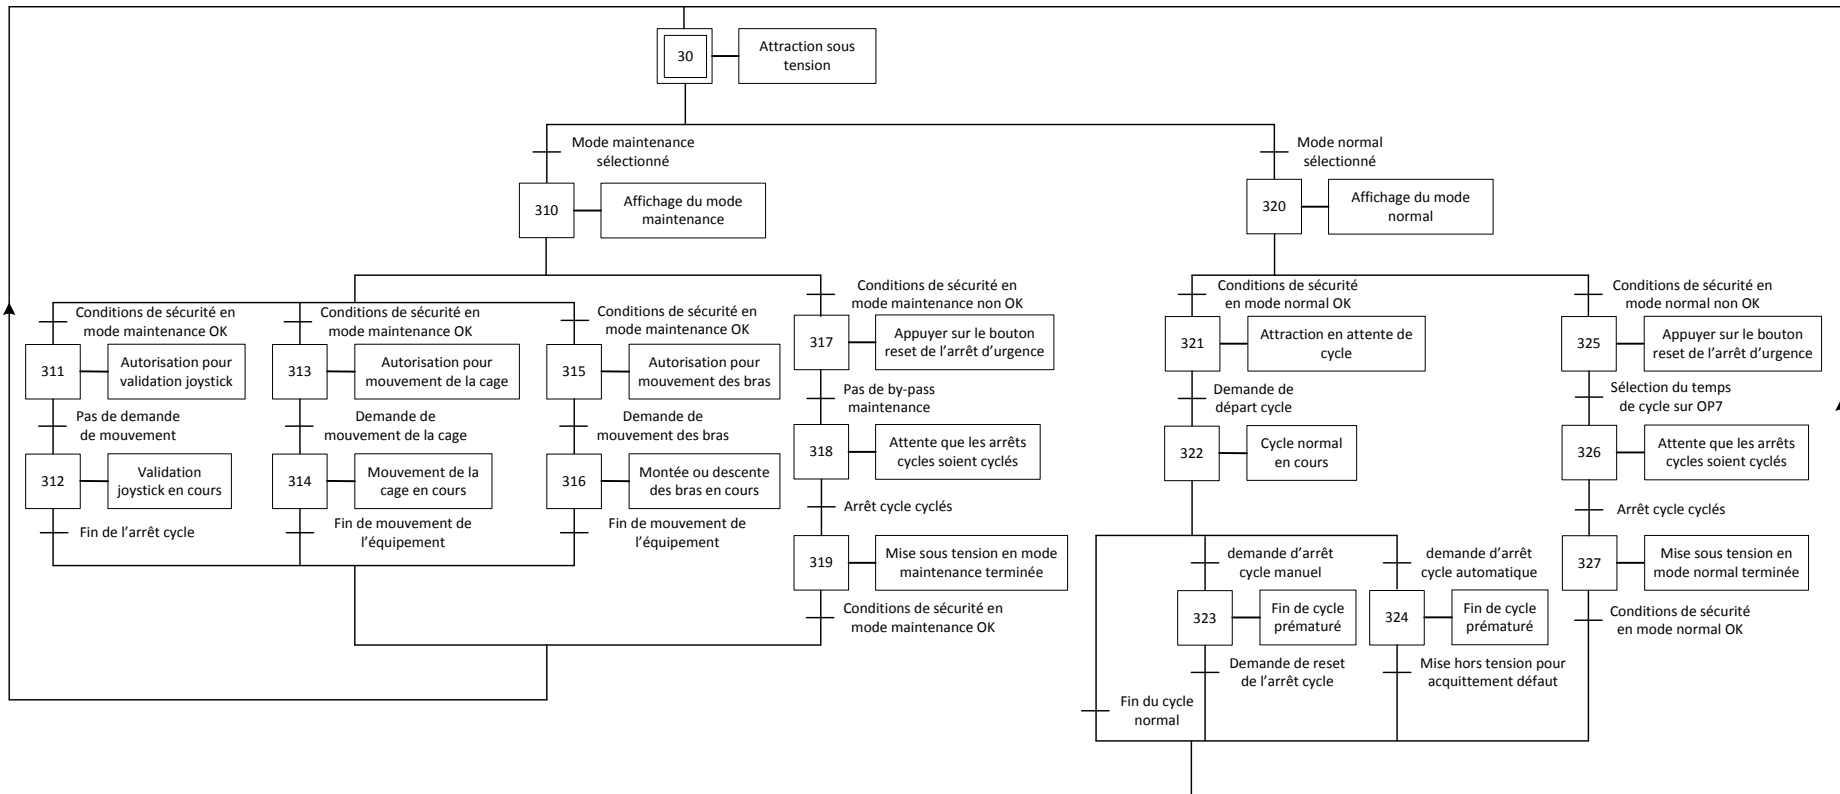 30
Attraction sous
tension
Mode maintenance
sélectionné
Mode normal
sélectionné
310
Affichage du mode
maintenance
320
Affichage du mode
normal
Conditions de sécurité en
mode maintenance OK
Conditions de sécurité en
mode maintenance OK
Conditions de sécurité en
mode maintenance OK
Conditions de sécurité en
mode maintenance non OK
Conditions de sécurité
en mode normal OK
Conditions de sécurité en
mode normal non OK
311
Autorisation pour
validation joystick
313
Autorisation pour
mouvement de la cage
315
Autorisation pour
mouvement des bras
317
Appuyer sur le bouton
reset de l’arrêt d’urgence
321
Attraction en attente de
cycle
325
Appuyer sur le bouton
reset de l’arrêt d’urgence
Pas de demande
de mouvement
Demande de
mouvement de la cage
Demande de
mouvement des bras
Pas de by-pass
maintenance
Demande de
départ cycle
Sélection du temps
de cycle sur OP7
312
Validation
joystick en cours
314
Mouvement de la
cage en cours
316
Montée ou descente
des bras en cours
318
Attente que les arrêts
cycles soient cyclés
322
Cycle normal
en cours
326
Attente que les arrêts
cycles soient cyclés
Fin de l’arrêt cycle
Fin de mouvement de
l’équipement
Fin de mouvement de
l’équipement
Arrêt cycle cyclés
Arrêt cycle cyclés
319
Mise sous tension en mode
maintenance terminée
demande d’arrêt
cycle manuel
demande d’arrêt
cycle automatique
327
Mise sous tension en
mode normal terminée
Conditions de sécurité en
mode maintenance OK
323
Fin de cycle
prématuré
324
Fin de cycle
prématuré
Conditions de sécurité
en mode normal OK
Demande de reset
de l’arrêt cycle
Mise hors tension pour
acquittement défaut
Fin du cycle
normal